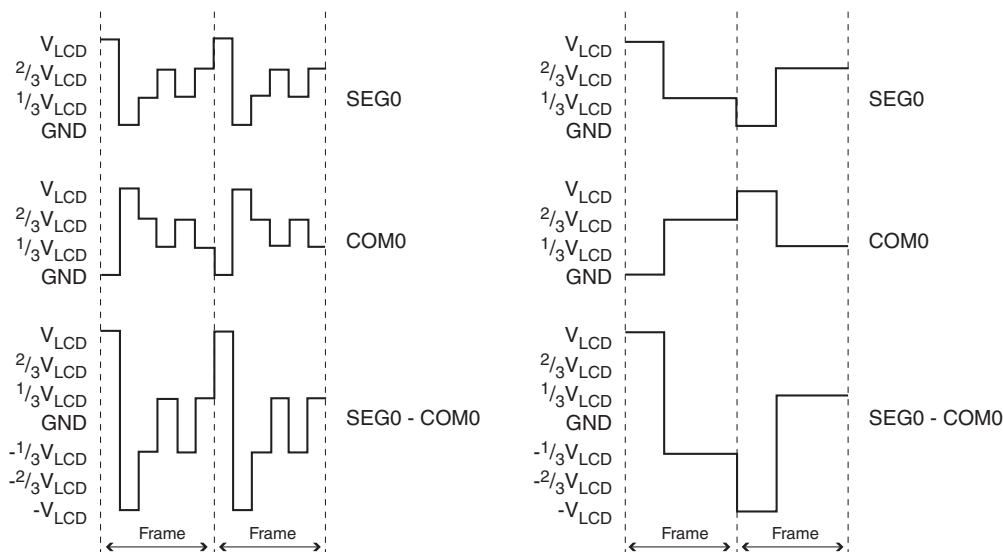 V_LCD
2/3V_LCD
1/3V_LCD
GND
SEG0
V_LCD
2/3V_LCD
1/3V_LCD
GND
COM0
V_LCD
2/3V_LCD
1/3V_LCD
GND
-1/3V_LCD
-2/3V_LCD
-V_LCD
SEG0 - COM0
Frame
Frame
V_LCD
2/3V_LCD
1/3V_LCD
GND
SEG0
V_LCD
2/3V_LCD
1/3V_LCD
GND
COM0
V_LCD
2/3V_LCD
1/3V_LCD
GND
-1/3V_LCD
-2/3V_LCD
-V_LCD
SEG0 - COM0
Frame
Frame